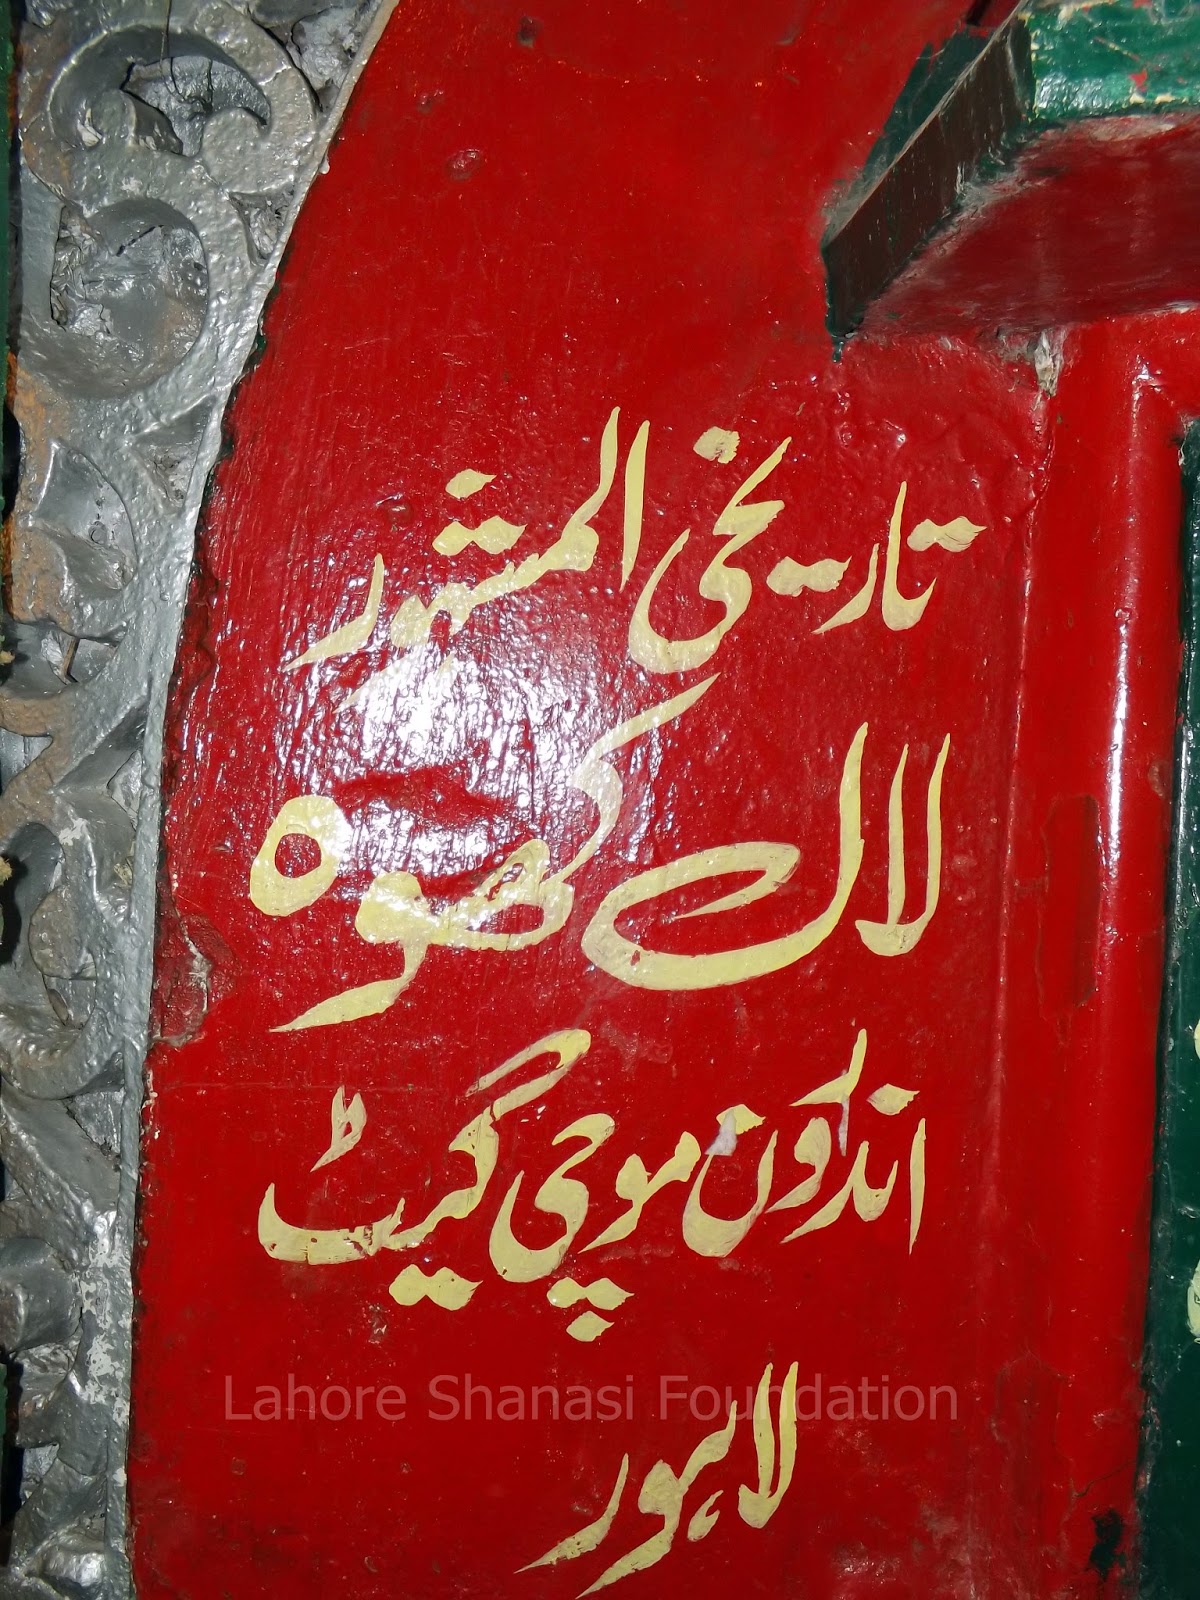 تاریخی المشہور
لال کھوہ
اندرون موچی گیٹ
Lahore Shanasi Foundation
لاہور